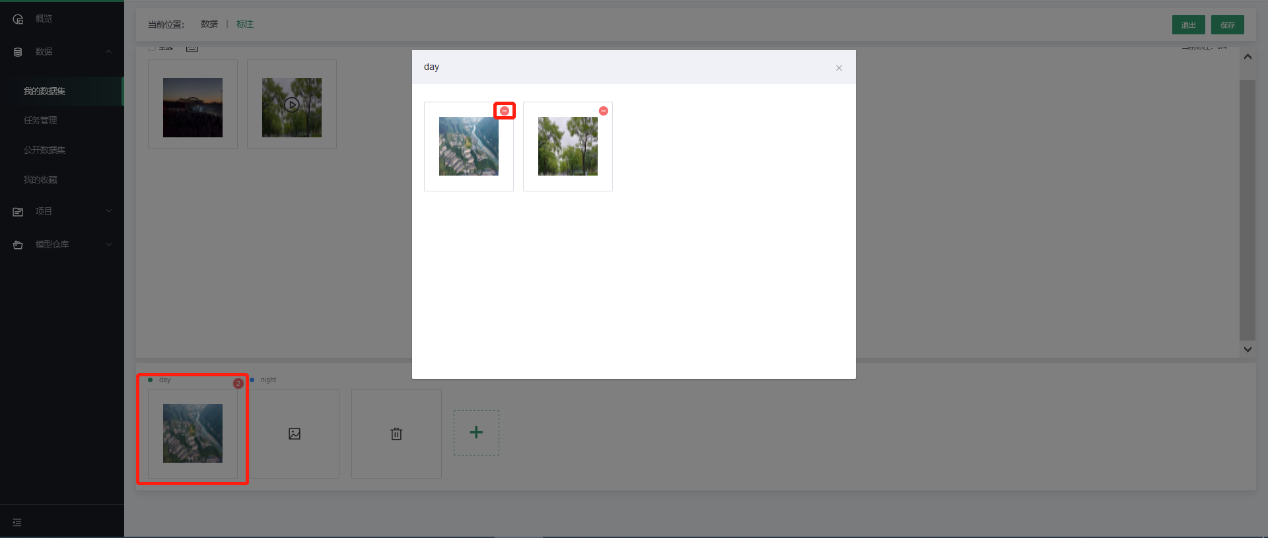 概览
数据
我的数据集
任务管理
公开数据集
我的收藏
项目
模型仓库
当前位置： 数据 | 标注
退出 保存
day
day 2 night